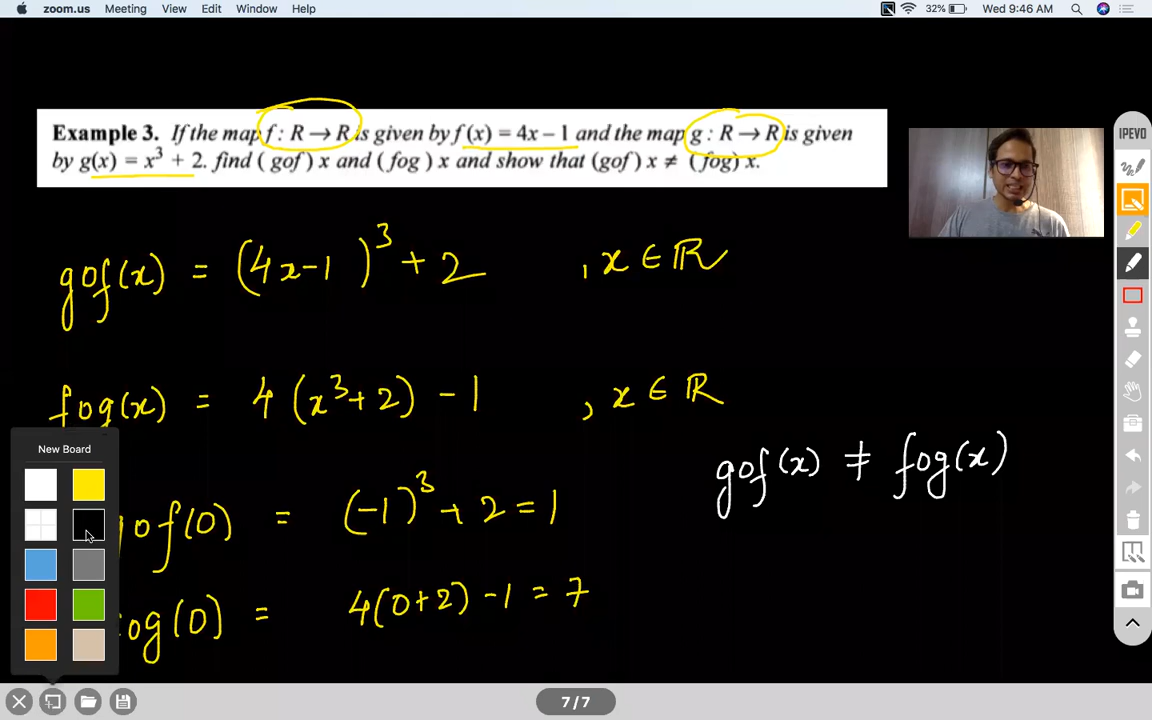 zoom.us Meeting View Edit Window Help 32% Wed 9:46 AM
Example 3. If the map f : R → R is given by f (x) = 4x – 1 and the map g : R → R is given
by g(x) = x³ + 2. find ( gof ) x and ( fog ) x and show that (gof ) x ≠ ( fog) x.
IPEVO
gof(x) = (4x-1)³ + 2 , x ∈ ℝ
fog(x) = 4 (x³+2) - 1 , x ∈ ℝ
gof(x) ≠ fog(x)
New Board
gof(0) = (-1)³ + 2 = 1
fog(0) = 4(0+2) - 1 = 7
7 / 7